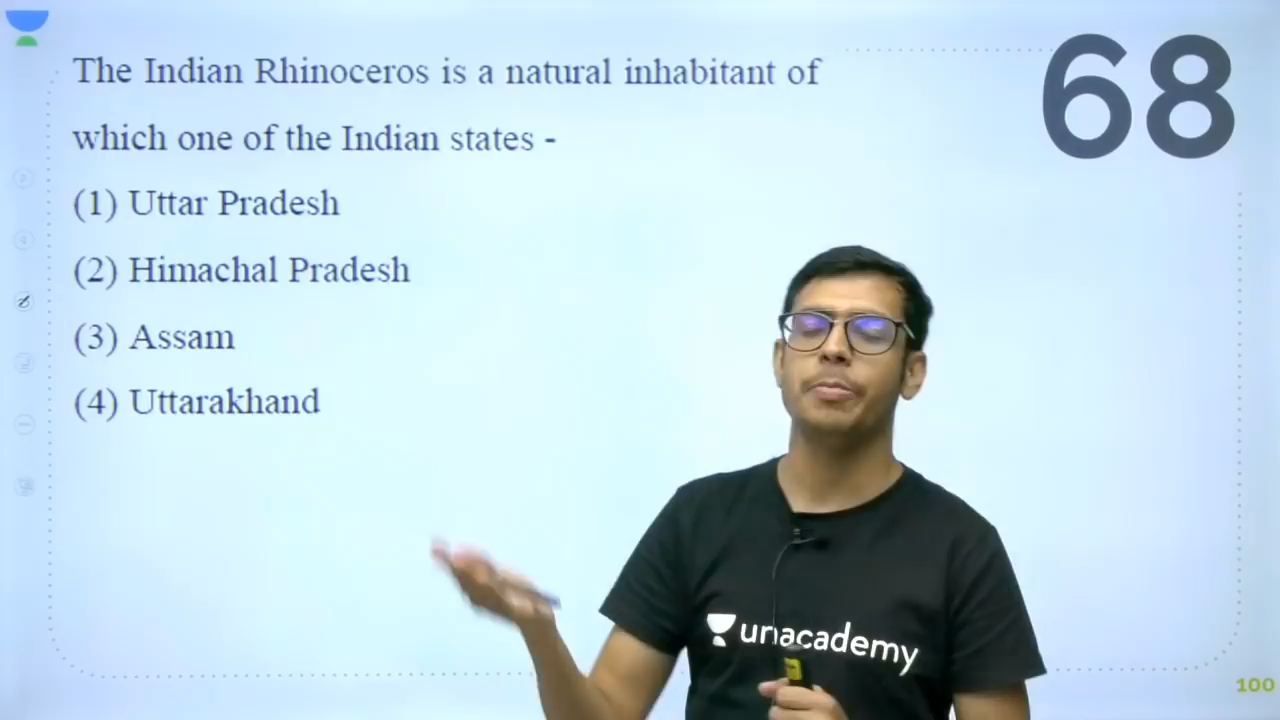 The Indian Rhinoceros is a natural inhabitant of
which one of the Indian states -
(1) Uttar Pradesh
(2) Himachal Pradesh
(3) Assam
(4) Uttarakhand
68
unacademy
100